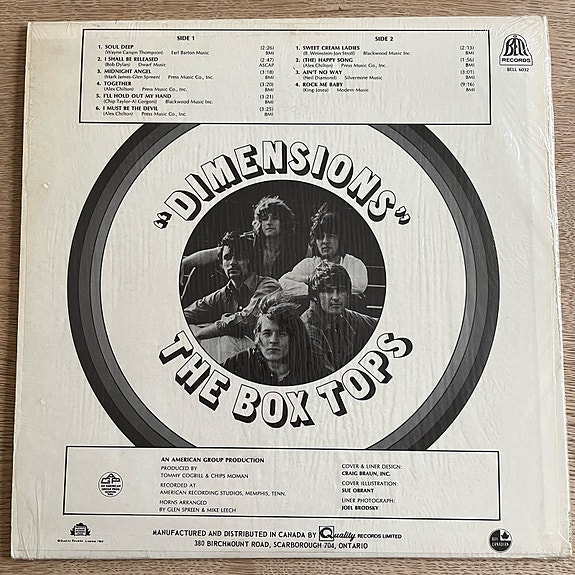 SIDE 1
1. SOUL DEEP (2:26)
(Wayne Carson Thompson) Earl Barton Music BMI
2. I SHALL BE RELEASED (2:47)
(Bob Dylan) Dwarf Music ASCAP
3. MIDNIGHT ANGEL (3:18)
(Mark James-Glen Spreen) Press Music Co., Inc. BMI
4. TOGETHER (3:20)
(Alex Chilton) Press Music Co., Inc. BMI
5. I'LL HOLD OUT MY HAND (3:21)
(Chip Taylor-Al Gorgoni) Blackwood Music Inc. BMI
6. I MUST BE THE DEVIL (3:25)
(Alex Chilton) Press Music Co., Inc. BMI
SIDE 2
1. SWEET CREAM LADIES (2:13)
(B. Weinstein-Jon Stroll) Blackwood Music Inc. BMI
2. (THE) HAPPY SONG (1:56)
(Alex Chilton) Press Music Co., Inc. BMI
3. AIN'T NO WAY (3:01)
(Neil Diamond) Silvermine Music BMI
4. ROCK ME BABY (9:16)
(King Josea) Modern Music BMI
BELL
RECORDS
BELL 6032
"DIMENSIONS"
THE BOX TOPS
AN AMERICAN GROUP PRODUCTION
PRODUCED BY
TOMMY COGBILL & CHIPS MOMAN
RECORDED AT
AMERICAN RECORDING STUDIOS, MEMPHIS, TENN.
HORNS ARRANGED
BY GLEN SPREEN & MIKE LEECH
COVER & LINER DESIGN:
CRAIG BRAUN, INC.
COVER ILLUSTRATION:
SUE OBRANT
LINER PHOTOGRAPH:
JOEL BRODSKY
MANUFACTURED AND DISTRIBUTED IN CANADA BY Quality RECORDS LIMITED
380 BIRCHMOUNT ROAD, SCARBOROUGH 704, ONTARIO